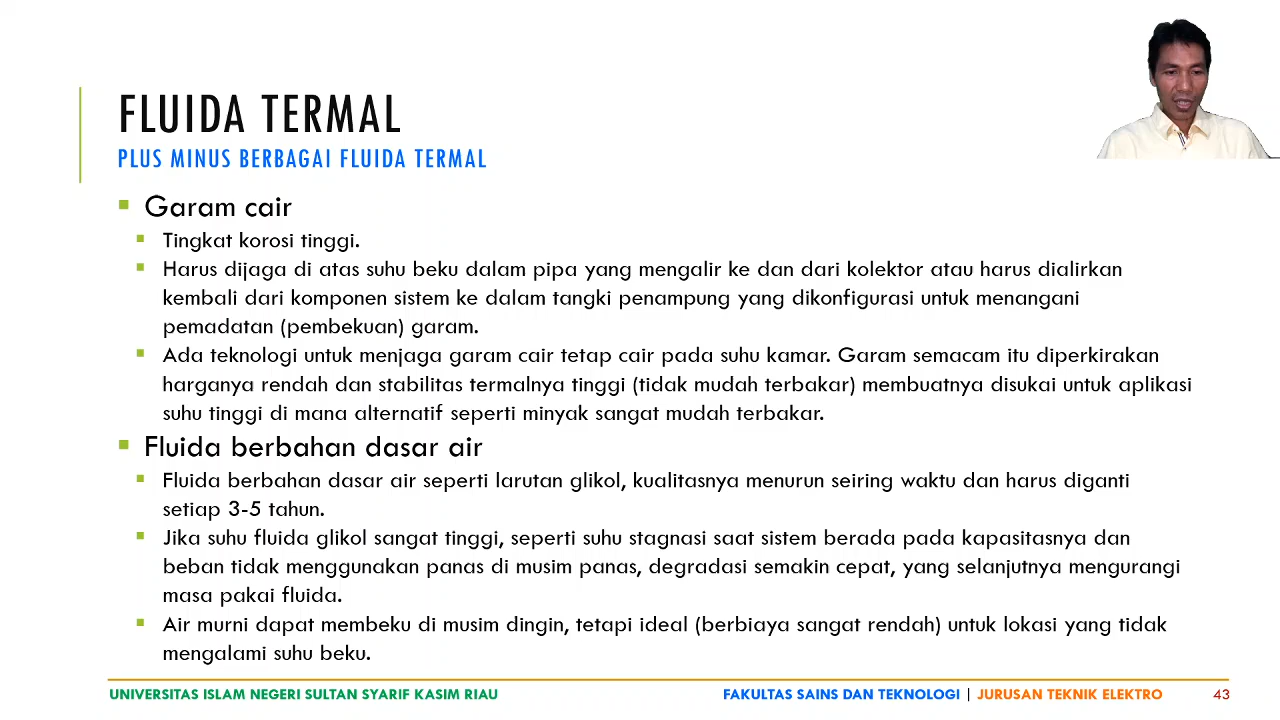 FLUIDA TERMAL
PLUS MINUS BERBAGAI FLUIDA TERMAL
Garam cair
Tingkat korosi tinggi.
Harus dijaga di atas suhu beku dalam pipa yang mengalir ke dan dari kolektor atau harus dialirkan
kembali dari komponen sistem ke dalam tangki penampung yang dikonfigurasi untuk menangani
pemadatan (pembekuan) garam.
Ada teknologi untuk menjaga garam cair tetap cair pada suhu kamar. Garam semacam itu diperkirakan
harganya rendah dan stabilitas termalnya tinggi (tidak mudah terbakar) membuatnya disukai untuk aplikasi
suhu tinggi di mana alternatif seperti minyak sangat mudah terbakar.
Fluida berbahan dasar air
Fluida berbahan dasar air seperti larutan glikol, kualitasnya menurun seiring waktu dan harus diganti
setiap 3-5 tahun.
Jika suhu fluida glikol sangat tinggi, seperti suhu stagnasi saat sistem berada pada kapasitasnya dan
beban tidak menggunakan panas di musim panas, degradasi semakin cepat, yang selanjutnya mengurangi
masa pakai fluida.
Air murni dapat membeku di musim dingin, tetapi ideal (berbiaya sangat rendah) untuk lokasi yang tidak
mengalami suhu beku.
UNIVERSITAS ISLAM NEGERI SULTAN SYARIF KASIM RIAU
FAKULTAS SAINS DAN TEKNOLOGI | JURUSAN TEKNIK ELEKTRO
43